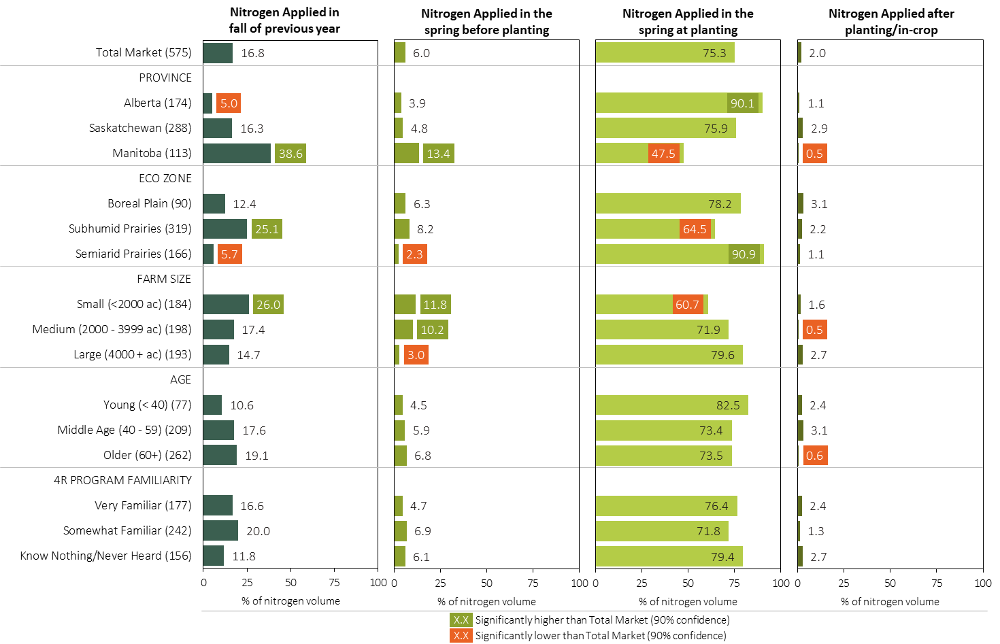 Nitrogen Applied in
fall of previous year
Nitrogen Applied in the
spring before planting
Nitrogen Applied in the
spring at planting
Nitrogen Applied after
planting/in-crop
Total Market (575) 16.8 6.0 75.3 2.0
PROVINCE
Alberta (174) 5.0 3.9 90.1 1.1
Saskatchewan (288) 16.3 4.8 75.9 2.9
Manitoba (113) 38.6 13.4 47.5 0.5
ECO ZONE
Boreal Plain (90) 12.4 6.3 78.2 3.1
Subhumid Prairies (319) 25.1 8.2 64.5 2.2
Semiarid Prairies (166) 5.7 2.3 90.9 1.1
FARM SIZE
Small (<2000 ac) (184) 26.0 11.8 60.7 1.6
Medium (2000 - 3999 ac) (198) 17.4 10.2 71.9 0.5
Large (4000 + ac) (193) 14.7 3.0 79.6 2.7
AGE
Young (< 40) (77) 10.6 4.5 82.5 2.4
Middle Age (40 - 59) (209) 17.6 5.9 73.4 3.1
Older (60+) (262) 19.1 6.8 73.5 0.6
4R PROGRAM FAMILIARITY
Very Familiar (177) 16.6 4.7 76.4 2.4
Somewhat Familiar (242) 20.0 6.9 71.8 1.3
Know Nothing/Never Heard (156) 11.8 6.1 79.4 2.7
0 25 50 75 100 0 25 50 75 100 0 25 50 75 100 0 25 50 75 100
% of nitrogen volume % of nitrogen volume % of nitrogen volume % of nitrogen volume
X.X Significantly higher than Total Market (90% confidence)
X.X Significantly lower than Total Market (90% confidence)